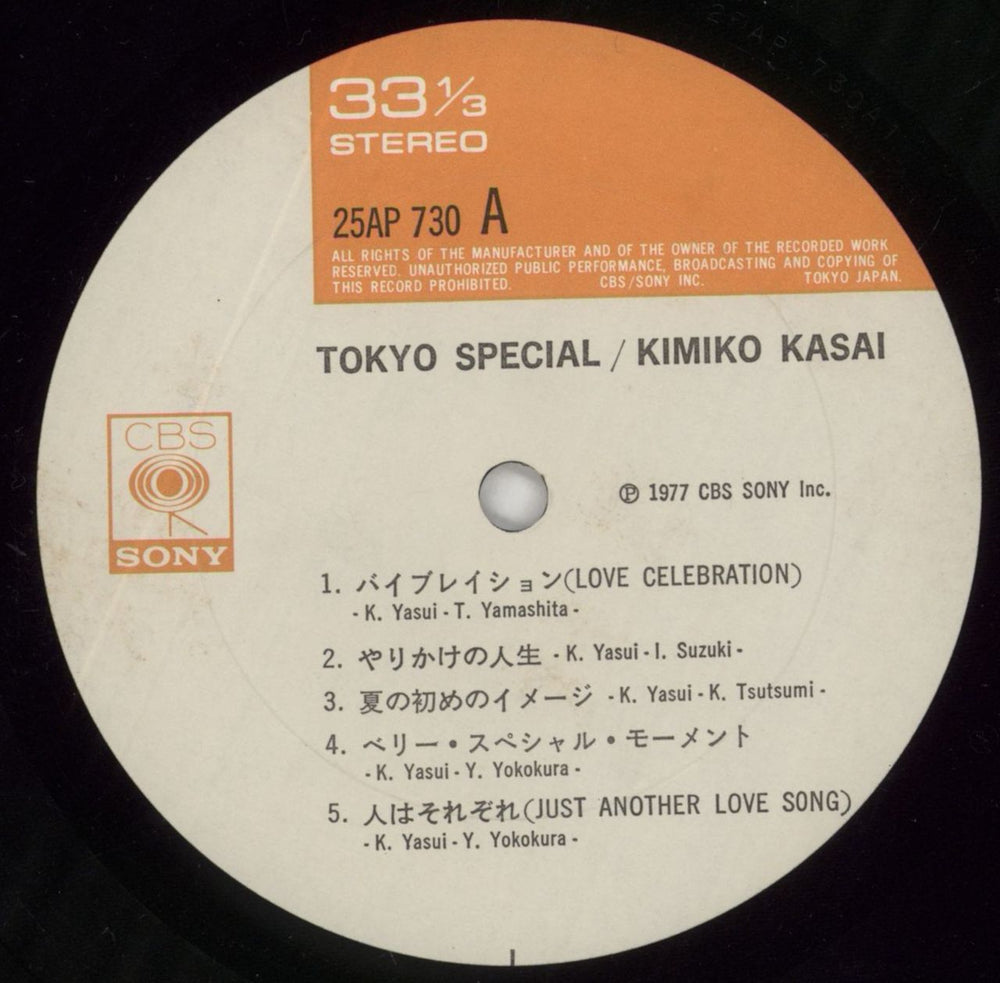 33 1/3
STEREO
25AP 730 A
ALL RIGHTS OF THE MANUFACTURER AND OF THE OWNER OF THE RECORDED WORK
RESERVED. UNAUTHORIZED PUBLIC PERFORMANCE, BROADCASTING AND COPYING OF
THIS RECORD PROHIBITED. CBS/SONY INC. TOKYO JAPAN.
TOKYO SPECIAL / KIMIKO KASAI
CBS
SONY
℗ 1977 CBS SONY Inc.
1. バイブレイション(LOVE CELEBRATION)
- K. Yasui - T. Yamashita -
2. やりかけの人生 - K. Yasui - I. Suzuki -
3. 夏の初めのイメージ - K. Yasui - K. Tsutsumi -
4. ベリー・スペシャル・モーメント
- K. Yasui - Y. Yokokura -
5. 人はそれぞれ(JUST ANOTHER LOVE SONG)
- K. Yasui - Y. Yokokura -